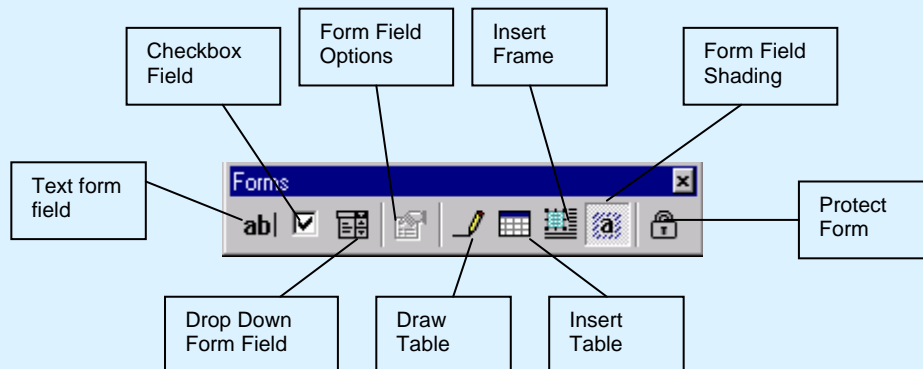 Checkbox
Field
Form Field
Options
Insert
Frame
Form Field
Shading
Text form
field
Forms
ab|
a
Protect
Form
Drop Down
Form Field
Draw
Table
Insert
Table